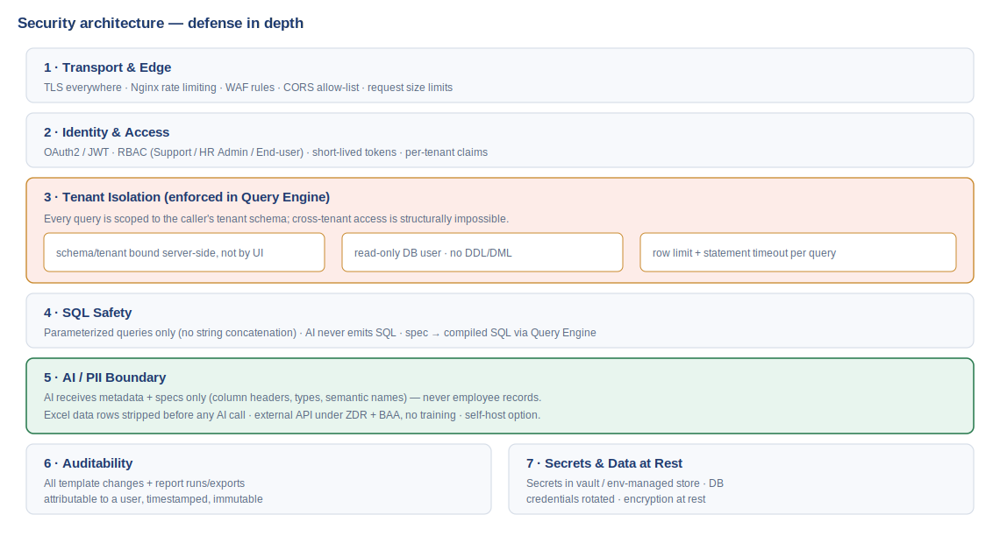 Security architecture — defense in depth
1 · Transport & Edge
TLS everywhere · Nginx rate limiting · WAF rules · CORS allow-list · request size limits
2 · Identity & Access
OAuth2 / JWT · RBAC (Support / HR Admin / End-user) · short-lived tokens · per-tenant claims
3 · Tenant Isolation (enforced in Query Engine)
Every query is scoped to the caller's tenant schema; cross-tenant access is structurally impossible.
schema/tenant bound server-side, not by UI
read-only DB user · no DDL/DML
row limit + statement timeout per query
4 · SQL Safety
Parameterized queries only (no string concatenation) · AI never emits SQL · spec → compiled SQL via Query Engine
5 · AI / PII Boundary
AI receives metadata + specs only (column headers, types, semantic names) — never employee records.
Excel data rows stripped before any AI call · external API under ZDR + BAA, no training · self-host option.
6 · Auditability
All template changes + report runs/exports
attributable to a user, timestamped, immutable
7 · Secrets & Data at Rest
Secrets in vault / env-managed store · DB
credentials rotated · encryption at rest